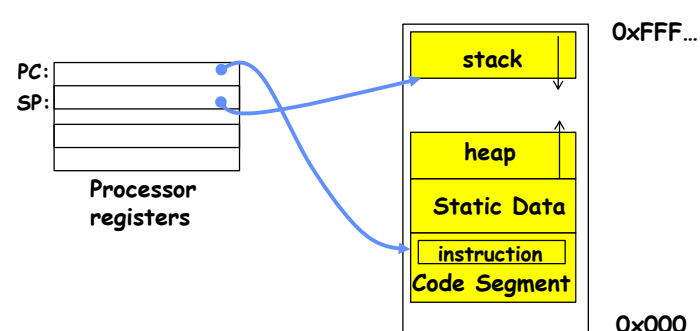 0xFFF...
stack
PC:
SP:
heap
Processor
registers
Static Data
instruction
Code Segment
0x000